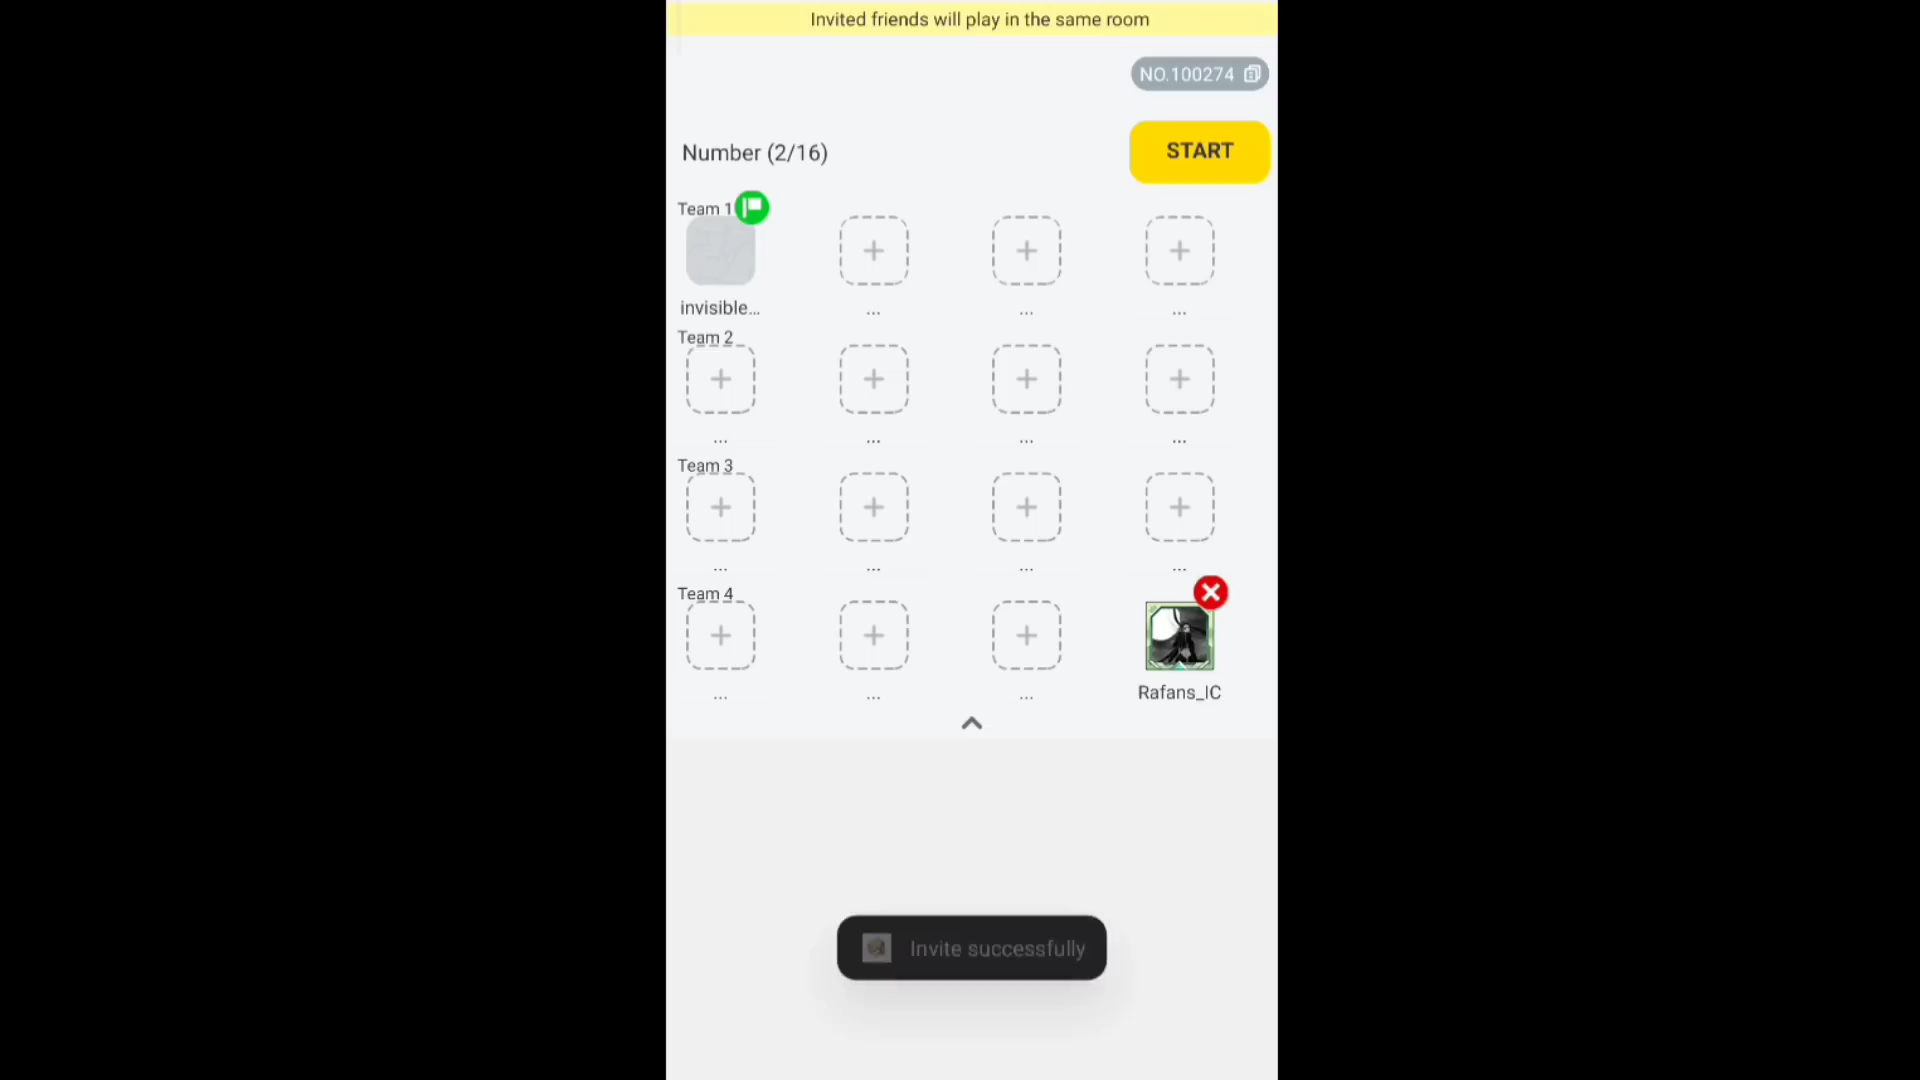 Invited friends will play in the same room
NO.100274
Number (2/16)
START
Team 1
invisible...
...
...
...
Team 2
...
...
...
...
Team 3
...
...
...
...
Team 4
...
...
...
Rafans_IC
Invite successfully